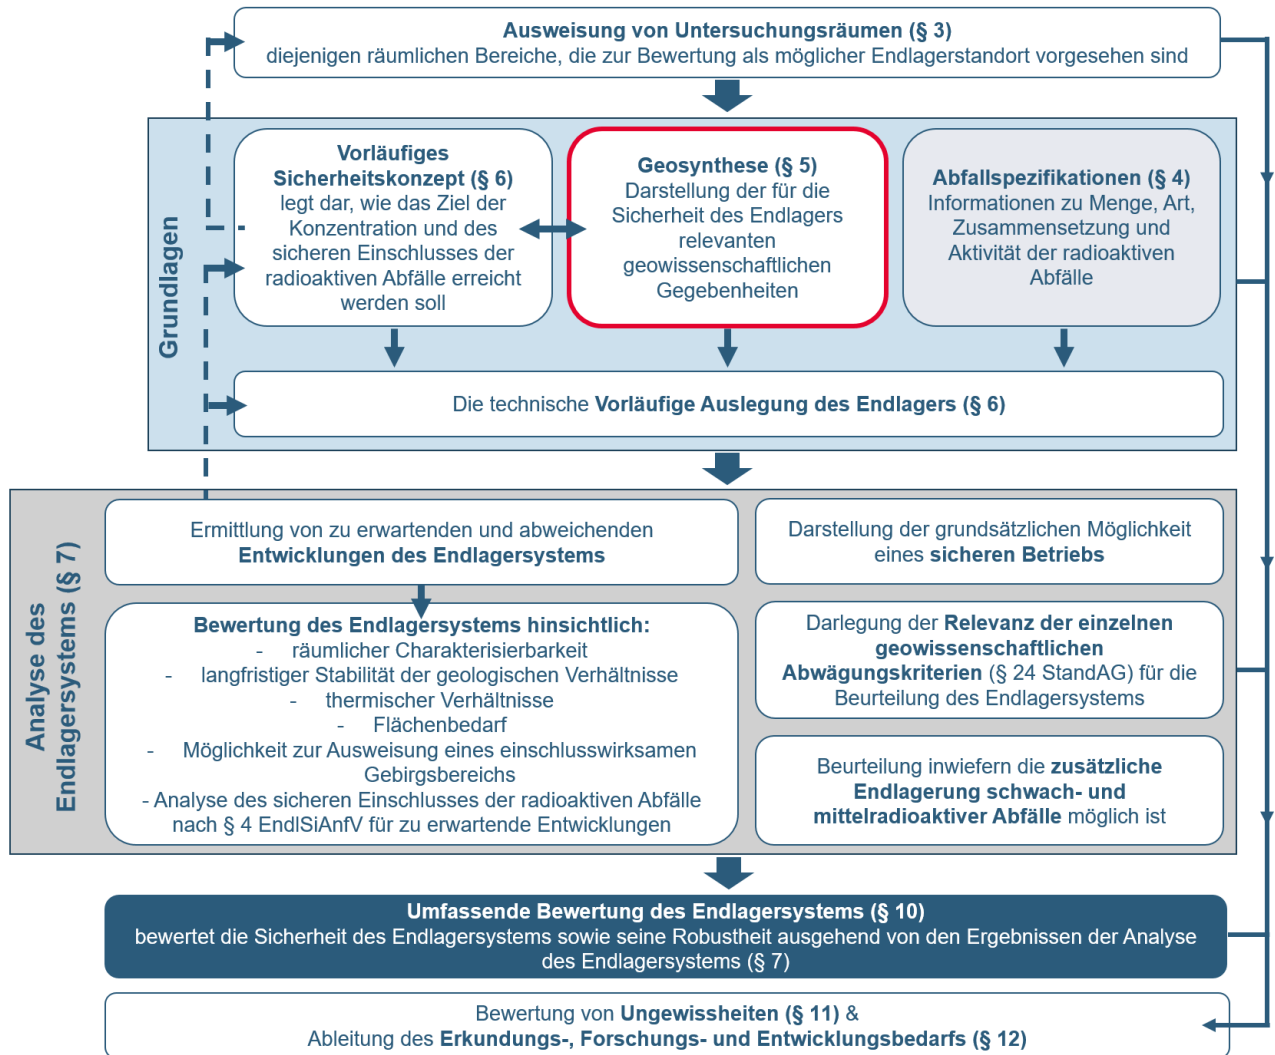 Ausweisung von Untersuchungsräumen (§ 3)
diejenigen räumlichen Bereiche, die zur Bewertung als möglicher Endlagerstandort vorgesehen sind
Grundlagen
Vorläufiges
Sicherheitskonzept (§ 6)
legt dar, wie das Ziel der
Konzentration und des
sicheren Einschlusses der
radioaktiven Abfälle erreicht
werden soll
Geosynthese (§ 5)
Darstellung der für die
Sicherheit des Endlagers
relevanten
geowissenschaftlichen
Gegebenheiten
Abfallspezifikationen (§ 4)
Informationen zu Menge, Art,
Zusammensetzung und
Aktivität der radioaktiven
Abfälle
Die technische Vorläufige Auslegung des Endlagers (§ 6)
Analyse des
Endlagersystems (§ 7)
Ermittlung von zu erwartenden und abweichenden
Entwicklungen des Endlagersystems
Bewertung des Endlagersystems hinsichtlich:
- räumlicher Charakterisierbarkeit
- langfristiger Stabilität der geologischen Verhältnisse
- thermischer Verhältnisse
- Flächenbedarf
- Möglichkeit zur Ausweisung eines einschlusswirksamen
Gebirgsbereichs
- Analyse des sicheren Einschlusses der radioaktiven Abfälle
nach § 4 EndlSiAnfV für zu erwartende Entwicklungen
Darstellung der grundsätzlichen Möglichkeit
eines sicheren Betriebs
Darlegung der Relevanz der einzelnen
geowissenschaftlichen
Abwägungskriterien (§ 24 StandAG) für die
Beurteilung des Endlagersystems
Beurteilung inwiefern die zusätzliche
Endlagerung schwach- und
mittelradioaktiver Abfälle möglich ist
Umfassende Bewertung des Endlagersystems (§ 10)
bewertet die Sicherheit des Endlagersystems sowie seine Robustheit ausgehend von den Ergebnissen der Analyse
des Endlagersystems (§ 7)
Bewertung von Ungewissheiten (§ 11) &
Ableitung des Erkundungs-, Forschungs- und Entwicklungsbedarfs (§ 12)